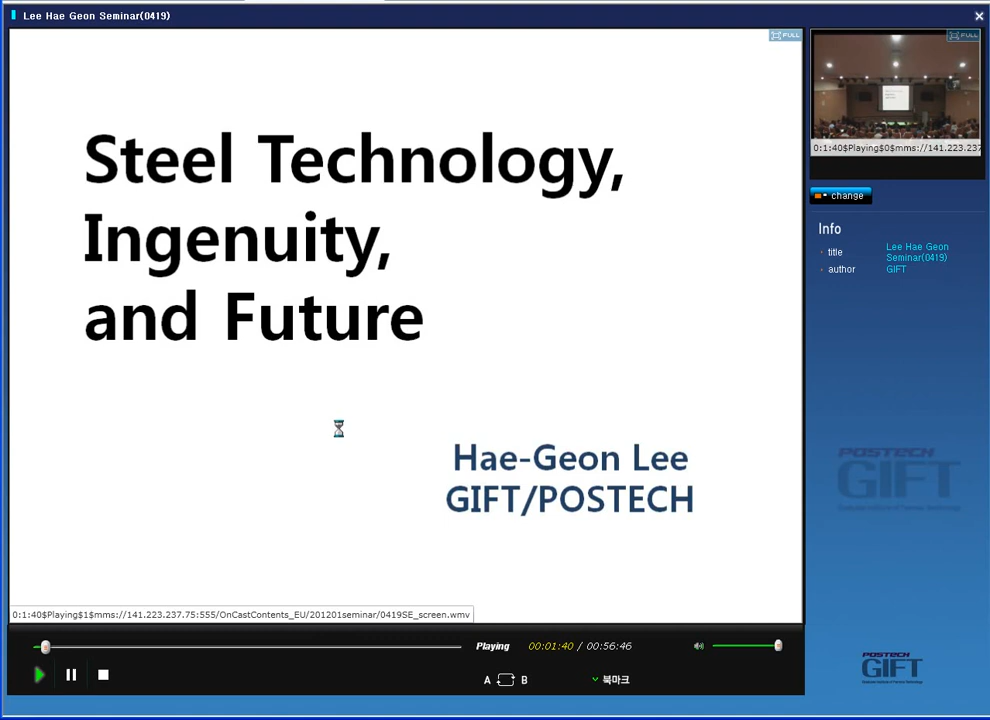 Lee Hae Geon Seminar(0419)
FULL
FULL
Steel Technology,
Ingenuity,
and Future
Hae-Geon Lee
GIFT/POSTECH
0:1:40$Playing$0$mms://141.223.237
change
Info
title
Lee Hae Geon
Seminar(0419)
author
GIFT
POSTECH
GIFT
0:1:40$Playing$1$mms://141.223.237.75:555/OnCastContents_EU/201201seminar/0419SE_screen.wmv
Playing
00:01:40 / 00:56:46
A B
북마크
POSTECH
GIFT